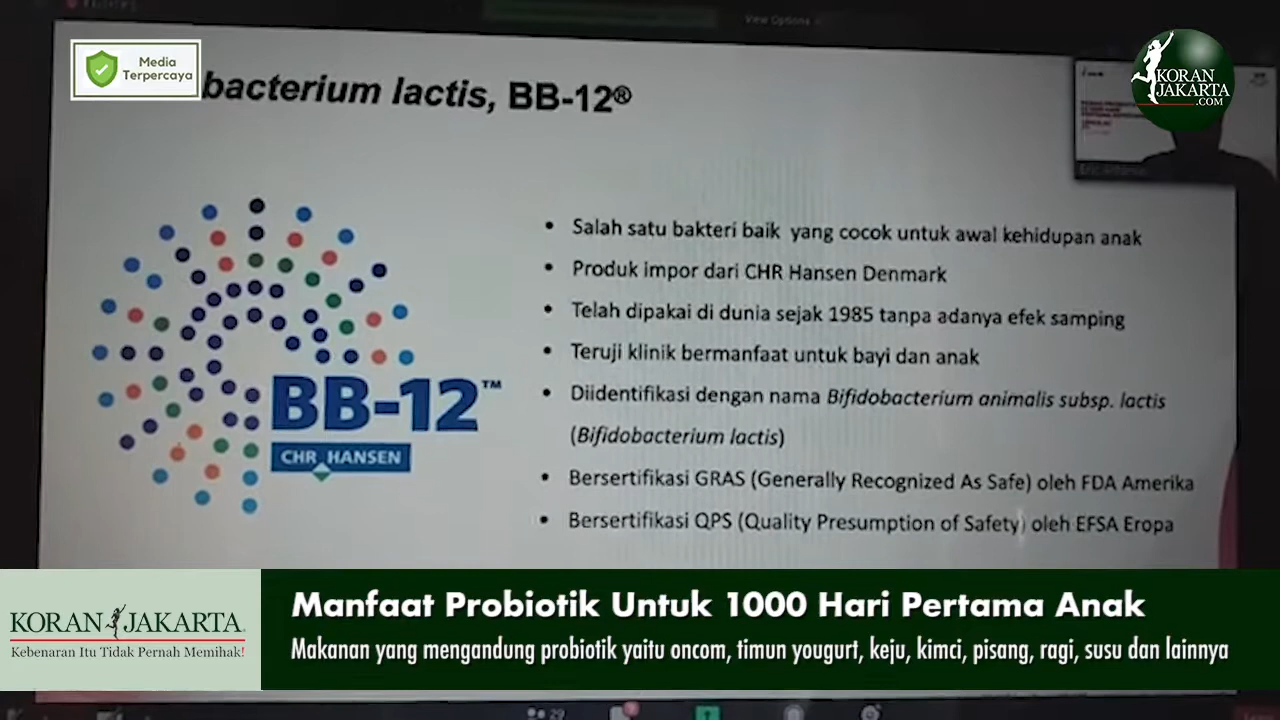 View Options
Media
Terpercaya
KORAN
JAKARTA
.COM
bacterium lactis, BB-12®
• Salah satu bakteri baik yang cocok untuk awal kehidupan anak
• Produk impor dari CHR Hansen Denmark
• Telah dipakai di dunia sejak 1985 tanpa adanya efek samping
• Teruji klinik bermanfaat untuk bayi dan anak
• Diidentifikasi dengan nama Bifidobacterium animalis subsp. lactis
(Bifidobacterium lactis)
• Bersertifikasi GRAS (Generally Recognized As Safe) oleh FDA Amerika
• Bersertifikasi QPS (Quality Presumption of Safety) oleh EFSA Eropa
BB-12™
CHR HANSEN
KORAN JAKARTA
Kebenaran Itu Tidak Pernah Memihak!
Manfaat Probiotik Untuk 1000 Hari Pertama Anak
Makanan yang mengandung probiotik yaitu oncom, timun yougurt, keju, kimci, pisang, ragi, susu dan lainnya
29